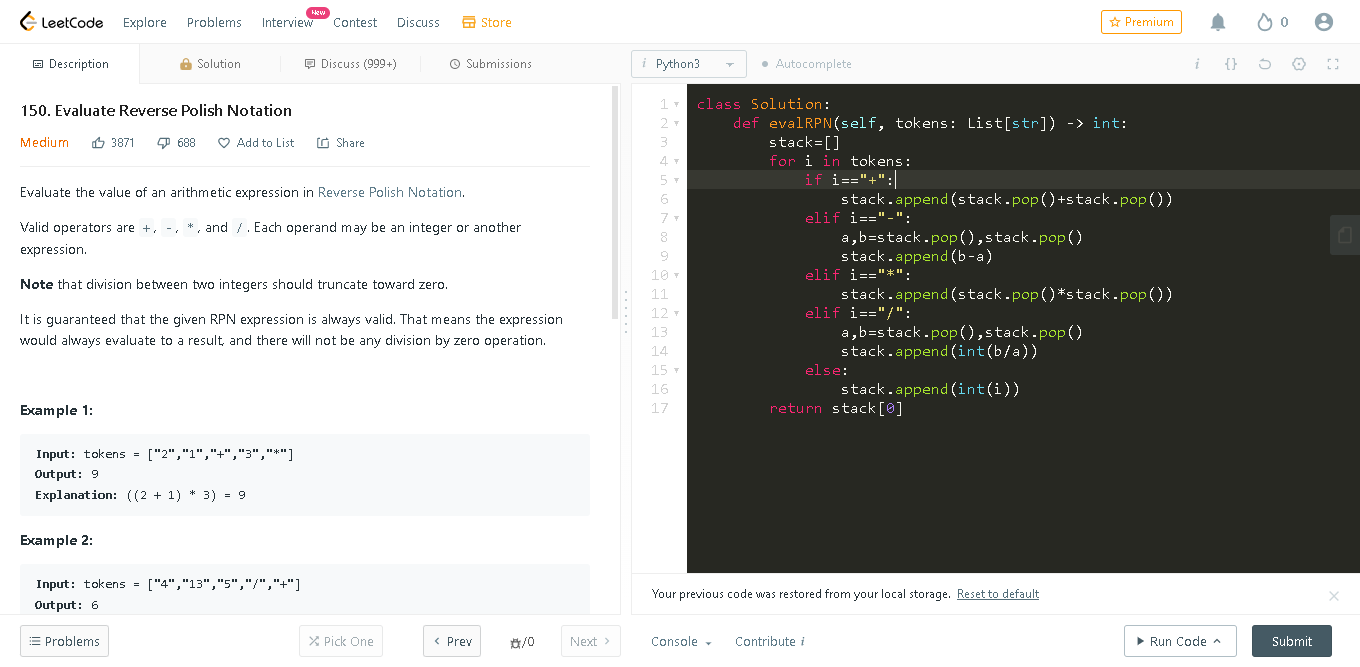 LeetCode Explore Problems Interview New Contest Discuss Store Premium 0
Description Solution Discuss (999+) Submissions
150. Evaluate Reverse Polish Notation
Medium 3871 688 Add to List Share
Evaluate the value of an arithmetic expression in Reverse Polish Notation.
Valid operators are +, -, *, and /. Each operand may be an integer or another
expression.
Note that division between two integers should truncate toward zero.
It is guaranteed that the given RPN expression is always valid. That means the expression
would always evaluate to a result, and there will not be any division by zero operation.
Example 1:
Input: tokens = ["2","1","+","3","*"]
Output: 9
Explanation: ((2 + 1) * 3) = 9
Example 2:
Input: tokens = ["4","13","5","/","+"]
Output: 6
Problems Pick One Prev /0 Next
i Python3 Autocomplete i {}
1 class Solution:
2 def evalRPN(self, tokens: List[str]) -> int:
3 stack=[]
4 for i in tokens:
5 if i=="+":
6 stack.append(stack.pop()+stack.pop())
7 elif i=="-":
8 a,b=stack.pop(),stack.pop()
9 stack.append(b-a)
10 elif i=="*":
11 stack.append(stack.pop()*stack.pop())
12 elif i=="/":
13 a,b=stack.pop(),stack.pop()
14 stack.append(int(b/a))
15 else:
16 stack.append(int(i))
17 return stack[0]
Your previous code was restored from your local storage. Reset to default
Console Contribute i Run Code Submit